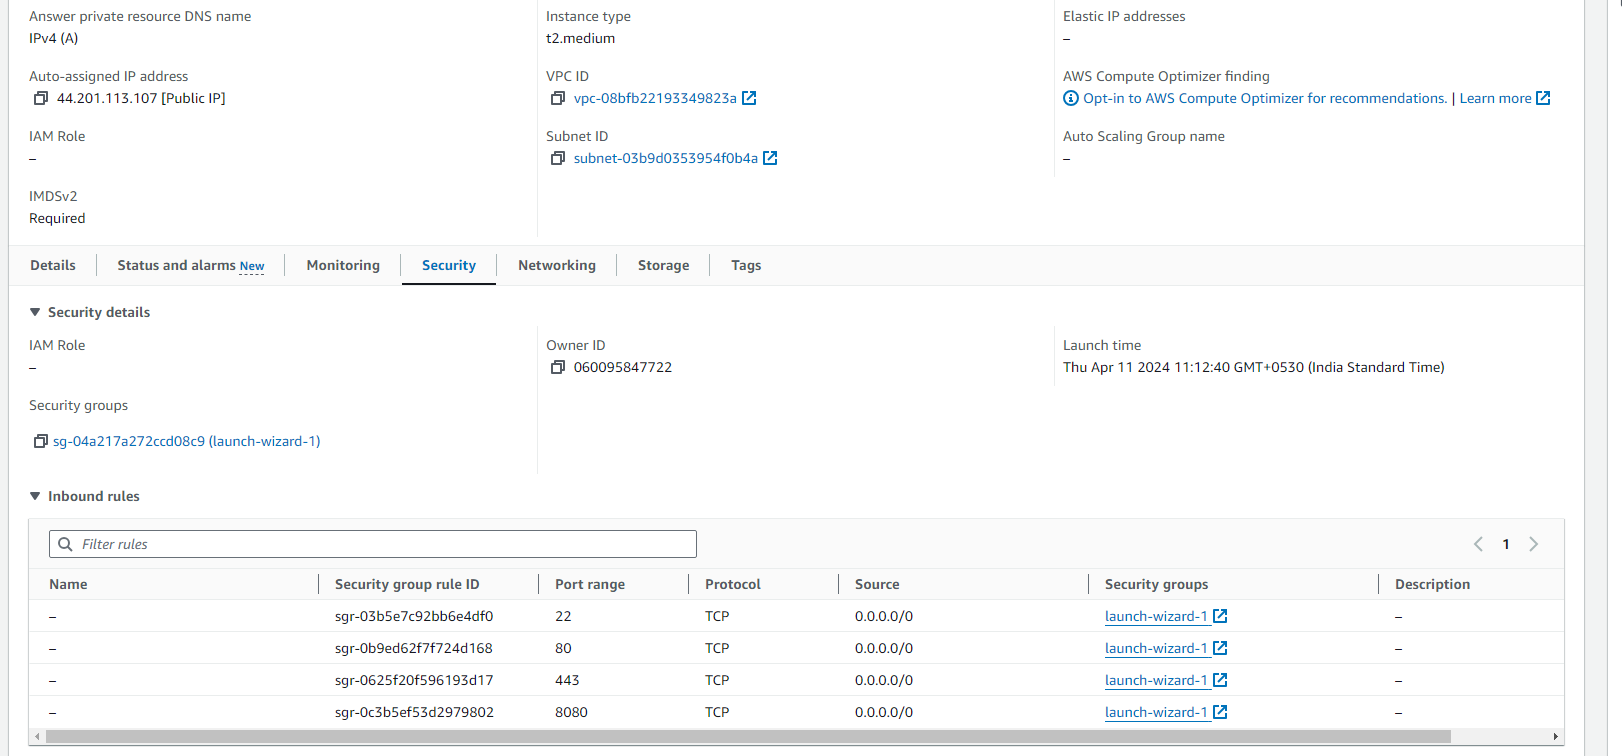 Answer private resource DNS name
IPv4 (A)
Instance type
t2.medium
Elastic IP addresses
–
Auto-assigned IP address
44.201.113.107 [Public IP]
VPC ID
vpc-08bfb22193349823a
AWS Compute Optimizer finding
Opt-in to AWS Compute Optimizer for recommendations. | Learn more
IAM Role
–
Subnet ID
subnet-03b9d0353954f0b4a
Auto Scaling Group name
–
IMDSv2
Required
Details Status and alarms New Monitoring Security Networking Storage Tags
Security details
IAM Role
–
Owner ID
060095847722
Launch time
Thu Apr 11 2024 11:12:40 GMT+0530 (India Standard Time)
Security groups
sg-04a217a272ccd08c9 (launch-wizard-1)
Inbound rules
Filter rules
1
Name Security group rule ID Port range Protocol Source Security groups Description
– sgr-03b5e7c92bb6e4df0 22 TCP 0.0.0.0/0 launch-wizard-1 –
– sgr-0b9ed62f7f724d168 80 TCP 0.0.0.0/0 launch-wizard-1 –
– sgr-0625f20f596193d17 443 TCP 0.0.0.0/0 launch-wizard-1 –
– sgr-0c3b5ef53d2979802 8080 TCP 0.0.0.0/0 launch-wizard-1 –